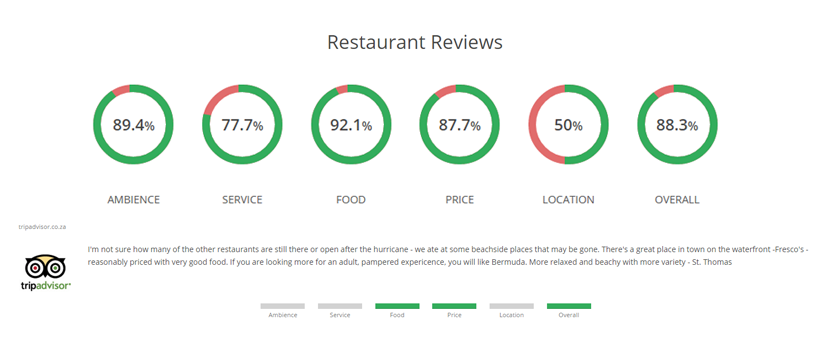 Restaurant Reviews
89.4% 77.7% 92.1% 87.7% 50% 88.3%
AMBIENCE SERVICE FOOD PRICE LOCATION OVERALL
tripadvisor.co.za
I'm not sure how many of the other restaurants are still there or open after the hurricane - we ate at some beachside places that may be gone. There's a great place in town on the waterfront -Fresco's -
reasonably priced with very good food. If you are looking more for an adult, pampered expericence, you will like Bermuda. More relaxed and beachy with more variety - St. Thomas
tripadvisor
Ambience Service Food Price Location Overall